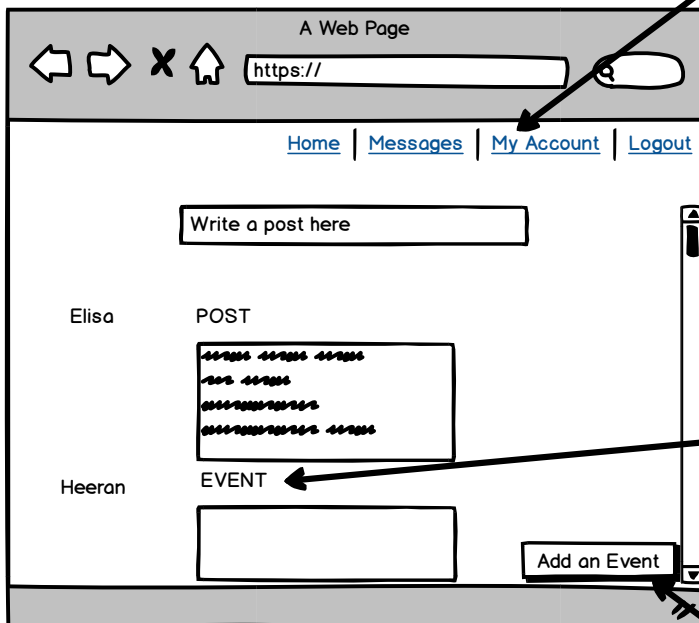 A Web Page
https://
Home | Messages | My Account | Logout
Write a post here
Elisa
POST
Heeran
EVENT
Add an Event